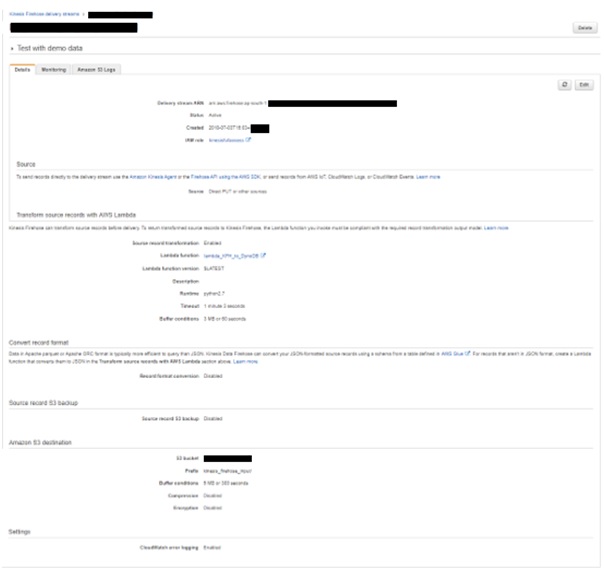 Kinesis Firehose delivery streams >
Delete
Test with demo data
Details Monitoring Amazon S3 Logs
Edit
Delivery stream ARN arn:aws:firehose:ap-south-1:
Status Active
Created 2018-07-03T16:03+
IAM role
Source
To send records directly to the delivery stream use the Amazon Kinesis Agent or the Firehose API using the AWS SDK, or send records from AWS IoT, CloudWatch Logs, or CloudWatch Events. Learn more
Source Direct PUT or other sources
Transform source records with AWS Lambda
Kinesis Firehose can transform source records before delivery. To return transformed source records to Kinesis Firehose, the Lambda function you invoke must be compliant with the required record transformation output model. Learn more
Source record transformation Enabled
Lambda function lambda_KFH_to_DynaDB
Lambda function version $LATEST
Description
Runtime python2.7
Timeout 1 minute 3 seconds
Buffer conditions 3 MB or 60 seconds
Convert record format
Data in Apache parquet or Apache ORC format is typically more efficient to query than JSON. Kinesis Data Firehose can convert your JSON-formatted source records using a schema from a table defined in AWS Glue. For records that aren't in JSON format, create a Lambda
function that converts them to JSON in the Transform source records with AWS Lambda section above. Learn more
Record format conversion Disabled
Source record S3 backup
Source record S3 backup Disabled
Amazon S3 destination
S3 bucket
Prefix kinesis_firehose_input/
Buffer conditions 5 MB or 300 seconds
Compression Disabled
Encryption Disabled
Settings
CloudWatch error logging Enabled